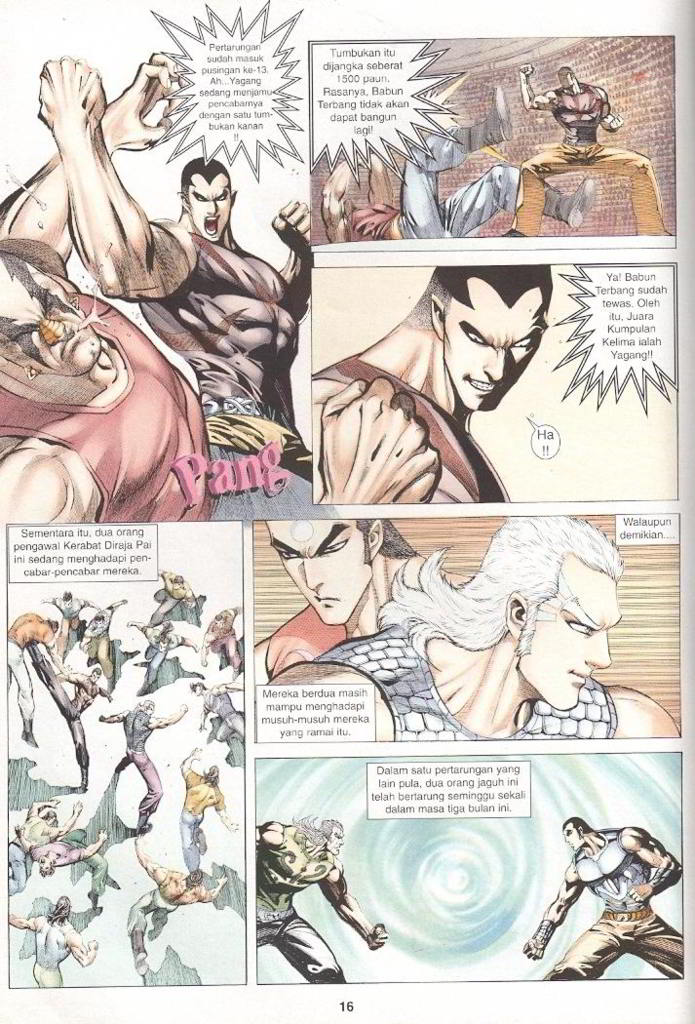 Pertarungan
sudah masuk
pusingan ke-13.
Ah...Yagang
sedang menjamu
pencabarnya
dengan satu tum-
bukan kanan
!!
Tumbukan itu
dijangka seberat
1500 paun.
Rasanya, Babun
Terbang tidak akan
dapat bangun
lagi!
Pang
Ya! Babun
Terbang sudah
tewas. Oleh
itu, Juara
Kumpulan
Kelima ialah
Yagang!!
Ha
!!
Sementara itu, dua orang
pengawal Kerabat Diraja Pai
ini sedang menghadapi pen-
cabar-pencabar mereka.
Walaupun
demikian....
Mereka berdua masih
mampu menghadapi
musuh-musuh mereka
yang ramai itu.
Dalam satu pertarungan yang
lain pula, dua orang jaguh ini
telah bertarung seminggu sekali
dalam masa tiga bulan ini.
16